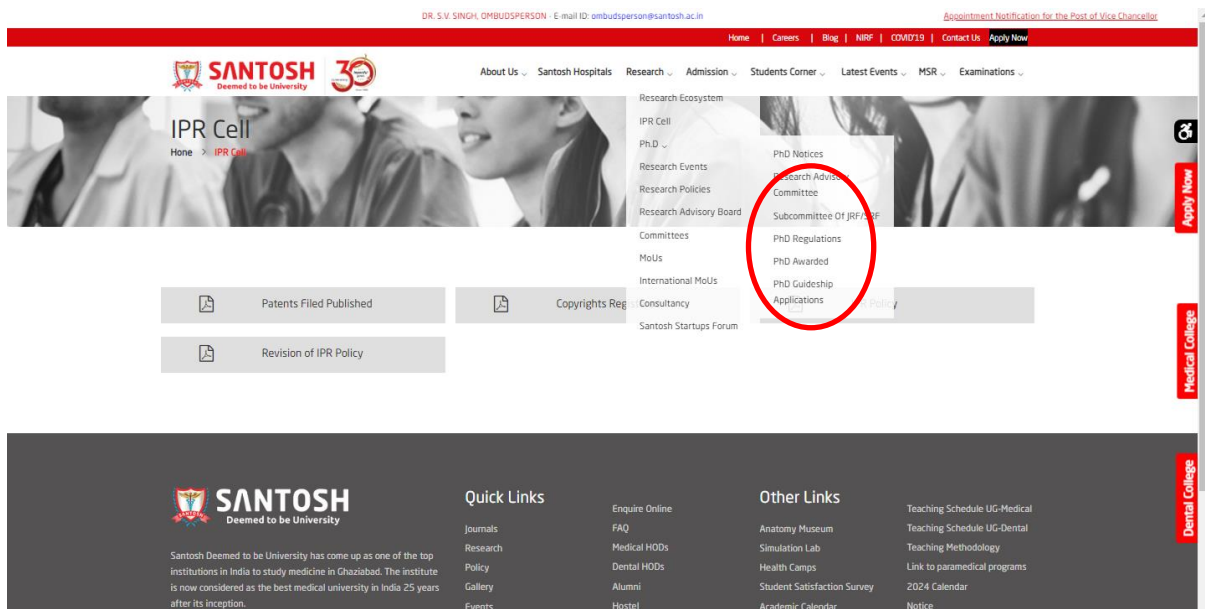 DR. S.V. SINGH, OMBUDSPERSON - E-mail ID: ombudsperson@santosh.ac.in
Appointment Notification for the Post of Vice Chancellor
Home | Careers | Blog | NIRF | COVID'19 | Contact Us Apply Now
SANTOSH
Deemed to be University
30
About Us Santosh Hospitals Research Admission Students Corner Latest Events MSR Examinations
IPR Cell
Home > IPR Cell
Research Ecosystem
IPR Cell
Ph.D
Research Events
Research Policies
Research Advisory Board
Committees
MoUs
International MoUs
Consultancy
Santosh Startups Forum
PhD Notices
Research Advisory
Committee
Subcommittee Of JRF/SRF
PhD Regulations
PhD Awarded
PhD Guideship
Applications
Patents Filed Published
Copyrights Reg
Policy
Revision of IPR Policy
Apply Now
Medical College
Dental College
SANTOSH
Deemed to be University
Santosh Deemed to be University has come up as one of the top
institutions in India to study medicine in Ghaziabad. The institute
is now considered as the best medical university in India 25 years
after its inception.
Quick Links
Journals
Research
Policy
Gallery
Events
Enquire Online
FAQ
Medical HODs
Dental HODs
Alumni
Hostel
Other Links
Anatomy Museum
Simulation Lab
Health Camps
Student Satisfaction Survey
Academic Calendar
Teaching Schedule UG-Medical
Teaching Schedule UG-Dental
Teaching Methodology
Link to paramedical programs
2024 Calendar
Notice